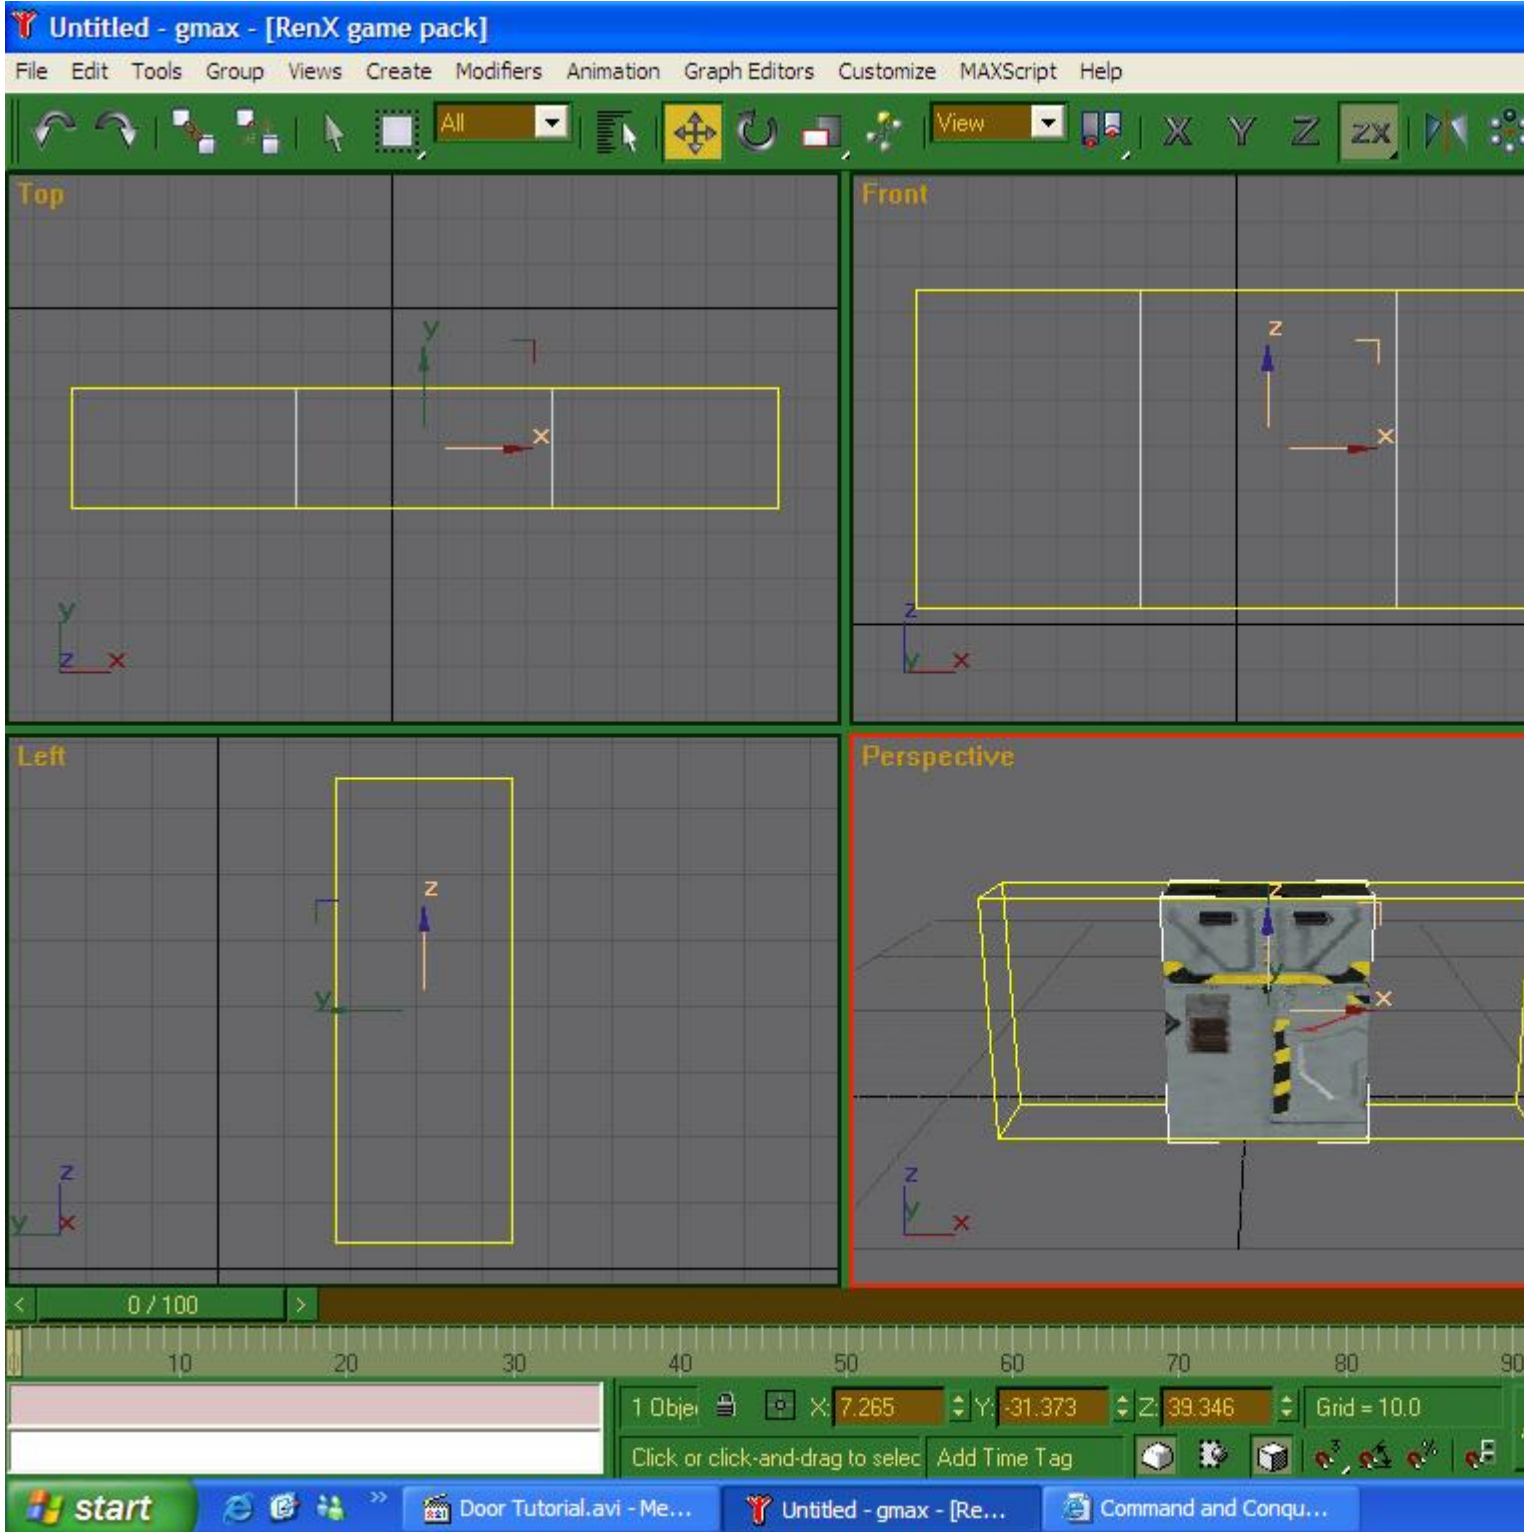 Untitled - gmax - [RenX game pack]
File Edit Tools Group Views Create Modifiers Animation Graph Editors Customize MAXScript Help
All View X Y Z ZX
Top Front
y z
x x
y z
z x y x
Left Perspective
z z
y y x
z z
y x y x
< 0 / 100 >
0 10 20 30 40 50 60 70 80 90
1 Obje X: 7.265 Y: -31.373 Z: 39.346 Grid = 10.0
Click or click-and-drag to selec Add Time Tag
start » Door Tutorial.avi - Me... Untitled - gmax - [Re... Command and Conqu...